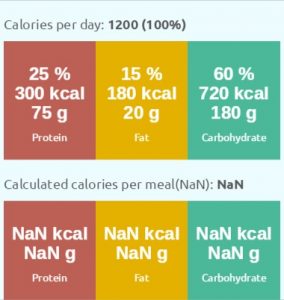 Calories per day: 1200 (100%)
25 % 15 % 60 %
300 kcal 180 kcal 720 kcal
75 g 20 g 180 g
Protein Fat Carbohydrate
Calculated calories per meal(NaN): NaN
NaN kcal NaN kcal NaN kcal
NaN g NaN g NaN g
Protein Fat Carbohydrate